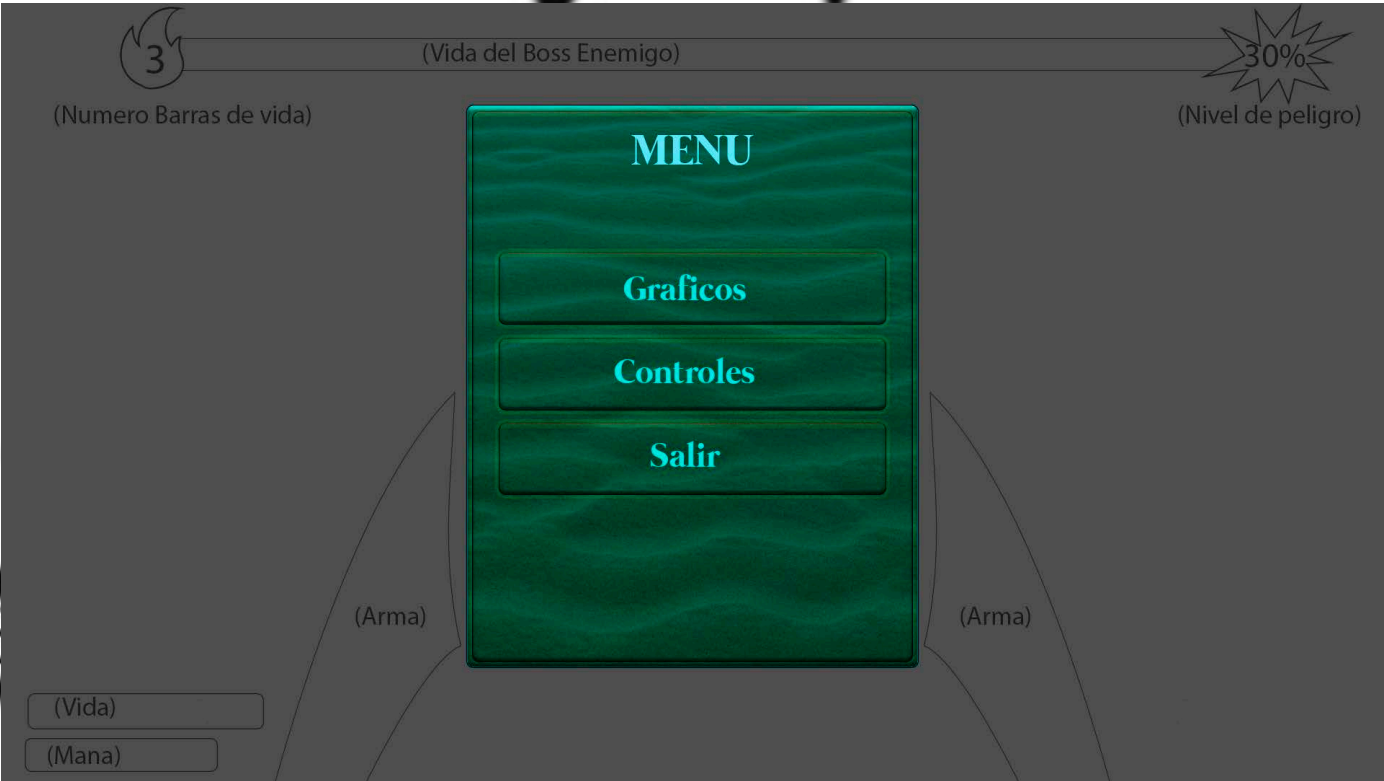 3
(Vida del Boss Enemigo)
30%
(Numero Barras de vida)
(Nivel de peligro)
MENU
Graficos
Controles
Salir
(Arma)
(Arma)
(Vida)
(Mana)